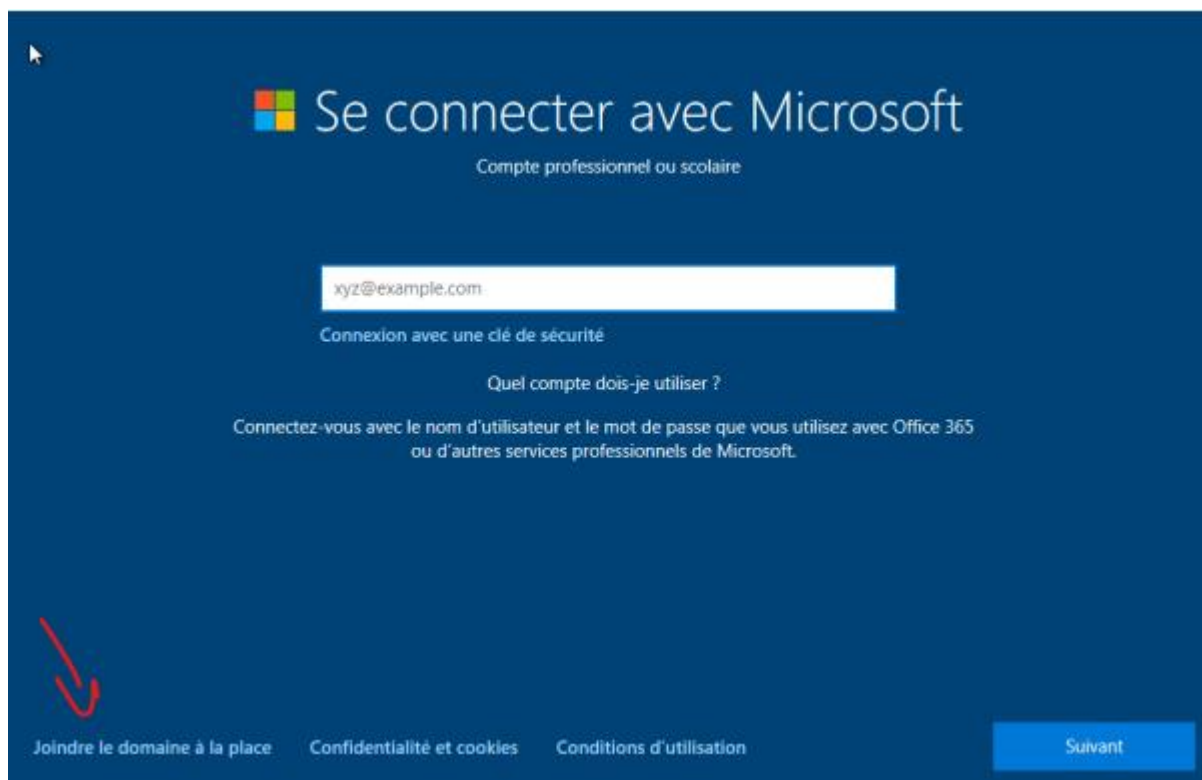 Se connecter avec Microsoft
Compte professionnel ou scolaire
xyz@example.com
Connexion avec une clé de sécurité
Quel compte dois-je utiliser ?
Connectez-vous avec le nom d'utilisateur et le mot de passe que vous utilisez avec Office 365
ou d'autres services professionnels de Microsoft.
Joindre le domaine à la place Confidentialité et cookies Conditions d'utilisation Suivant